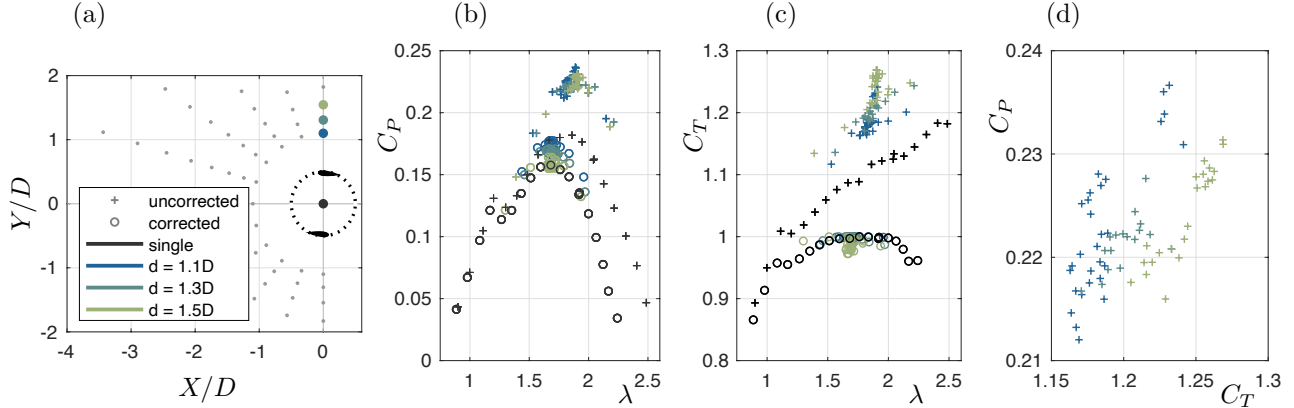 (a)
(b)
(c)
(d)
Y/D
2
1
0
-1
-2
-4
-3
-2
-1
0
X/D
uncorrected
corrected
single
d = 1.1D
d = 1.3D
d = 1.5D
C_P
0.25
0.2
0.15
0.1
0.05
0
1
1.5
2
2.5
λ
C_T
1.3
1.2
1.1
1
0.9
0.8
1
1.5
2
2.5
λ
C_P
0.24
0.23
0.22
0.21
1.15
1.2
1.25
1.3
C_T